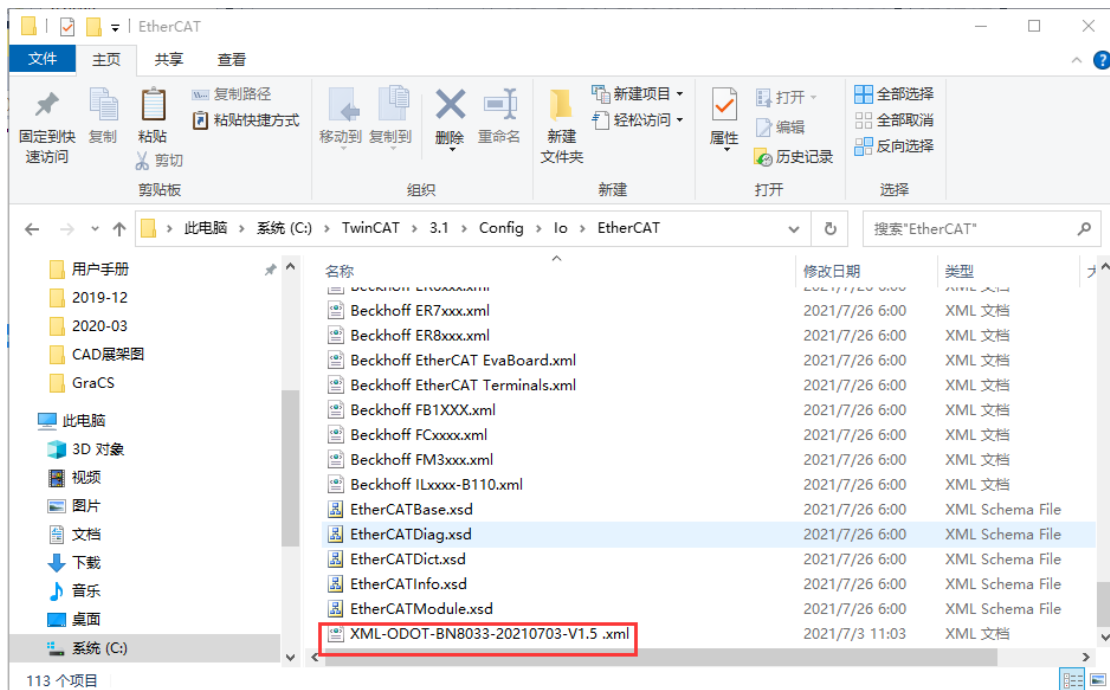 EtherCAT
文件 主页 共享 查看
固定到快速访问
复制
粘贴
复制路径
粘贴快捷方式
剪切
剪贴板
移动到 复制到 删除 重命名
组织
新建文件夹
新建项目
轻松访问
新建
属性
打开
编辑
历史记录
打开
全部选择
全部取消
反向选择
选择
此电脑 › 系统 (C:) › TwinCAT › 3.1 › Config › Io › EtherCAT
搜索"EtherCAT"
用户手册
2019-12
2020-03
CAD展架图
GraCS
此电脑
3D 对象
视频
图片
文档
下载
音乐
桌面
系统 (C:)
名称 修改日期 类型
Beckhoff ER7xxx.xml 2021/7/26 6:00 XML 文档
Beckhoff ER8xxx.xml 2021/7/26 6:00 XML 文档
Beckhoff EtherCAT EvaBoard.xml 2021/7/26 6:00 XML 文档
Beckhoff EtherCAT Terminals.xml 2021/7/26 6:00 XML 文档
Beckhoff FB1XXX.xml 2021/7/26 6:00 XML 文档
Beckhoff FCxxxx.xml 2021/7/26 6:00 XML 文档
Beckhoff FM3xxx.xml 2021/7/26 6:00 XML 文档
Beckhoff ILxxxx-B110.xml 2021/7/26 6:00 XML 文档
EtherCATBase.xsd 2021/7/26 6:00 XML Schema File
EtherCATDiag.xsd 2021/7/26 6:00 XML Schema File
EtherCATDict.xsd 2021/7/26 6:00 XML Schema File
EtherCATInfo.xsd 2021/7/26 6:00 XML Schema File
EtherCATModule.xsd 2021/7/26 6:00 XML Schema File
XML-ODOT-BN8033-20210703-V1.5 .xml 2021/7/3 11:03 XML 文档
113 个项目